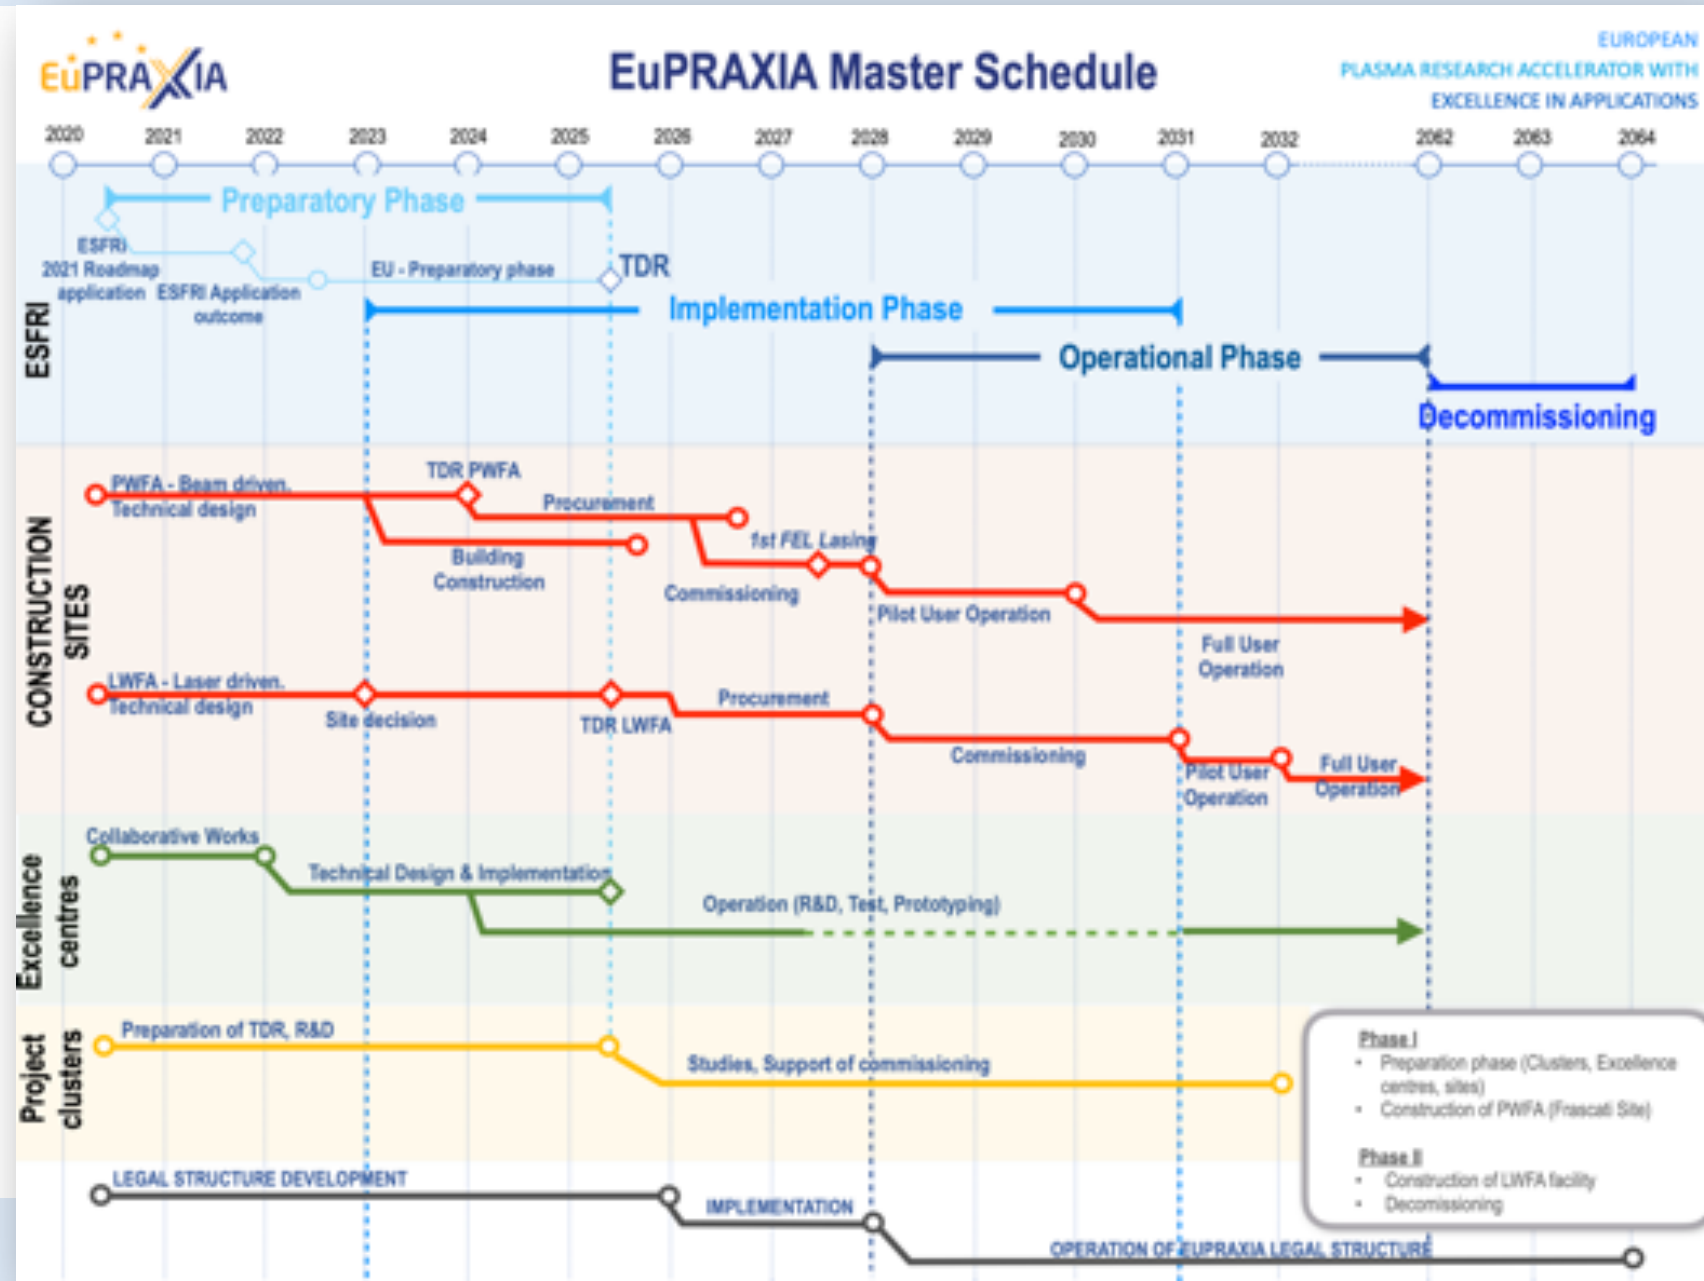 EuPRAXIA
EuPRAXIA Master Schedule
EUROPEAN
PLASMA RESEARCH ACCELERATOR WITH
EXCELLENCE IN APPLICATIONS
2020 2021 2022 2023 2024 2025 2026 2027 2028 2029 2030 2031 2032 2062 2063 2064
ESFRI
Preparatory Phase
ESFRI
2021 Roadmap
application
ESFRI Application
outcome
EU - Preparatory phase
TDR
Implementation Phase
Operational Phase
Decommissioning
CONSTRUCTION
SITES
PWFA - Beam driven.
Technical design
TDR PWFA
Procurement
Building
Construction
1st FEL Lasing
Commissioning
Pilot User Operation
Full User
Operation
LWFA - Laser driven.
Technical design
Site decision
TDR LWFA
Procurement
Commissioning
Pilot User
Operation
Full User
Operation
Excellence
centres
Collaborative Works
Technical Design & Implementation
Operation (R&D, Test, Prototyping)
Project
clusters
Preparation of TDR, R&D
Studies, Support of commissioning
Phase I
• Preparation phase (Clusters, Excellence
centres, sites)
• Construction of PWFA (Frascati Site)
Phase II
• Construction of LWFA facility
• Decomissioning
LEGAL STRUCTURE DEVELOPMENT
IMPLEMENTATION
OPERATION OF EUPRAXIA LEGAL STRUCTURE